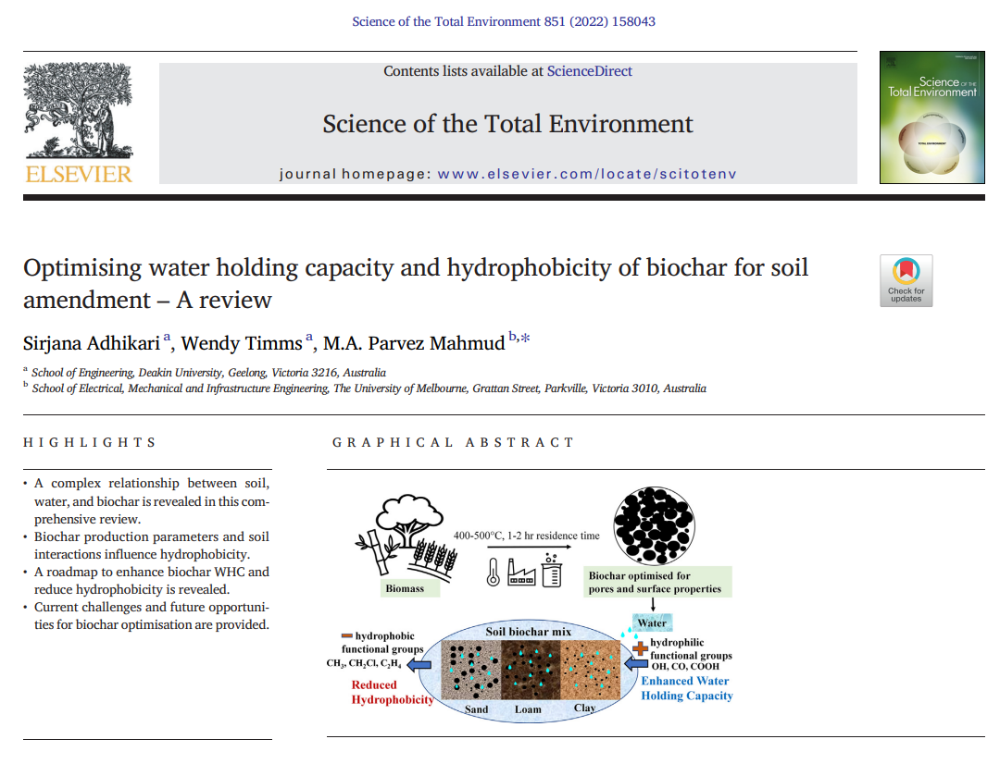 Science of the Total Environment 851 (2022) 158043
Contents lists available at ScienceDirect
Science of the Total Environment
journal homepage: www.elsevier.com/locate/scitotenv
ELSEVIER
Science OF THE
Total Environment
TOTAL ENVIRONMENT
Optimising water holding capacity and hydrophobicity of biochar for soil
amendment – A review
Check for
updates
Sirjana Adhikari a, Wendy Timms a, M.A. Parvez Mahmud b,*
a School of Engineering, Deakin University, Geelong, Victoria 3216, Australia
b School of Electrical, Mechanical and Infrastructure Engineering, The University of Melbourne, Grattan Street, Parkville, Victoria 3010, Australia
HIGHLIGHTS
• A complex relationship between soil,
water, and biochar is revealed in this com-
prehensive review.
• Biochar production parameters and soil
interactions influence hydrophobicity.
• A roadmap to enhance biochar WHC and
reduce hydrophobicity is revealed.
• Current challenges and future opportuni-
ties for biochar optimisation are provided.
GRAPHICAL ABSTRACT
400-500°C, 1-2 hr residence time
Biomass
Biochar optimised for
pores and surface properties
Water
Soil biochar mix
hydrophobic
functional groups
CH₃, CH₂Cl, C₂H₄
Reduced
Hydrophobicity
Sand Loam Clay
hydrophilic
functional groups
OH, CO, COOH
Enhanced Water
Holding Capacity